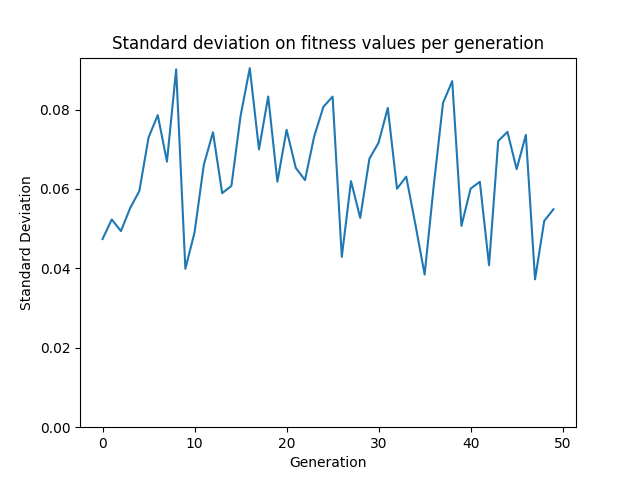 Standard deviation on fitness values per generation
Standard Deviation
0.08
0.06
0.04
0.02
0.00
0 10 20 30 40 50
Generation